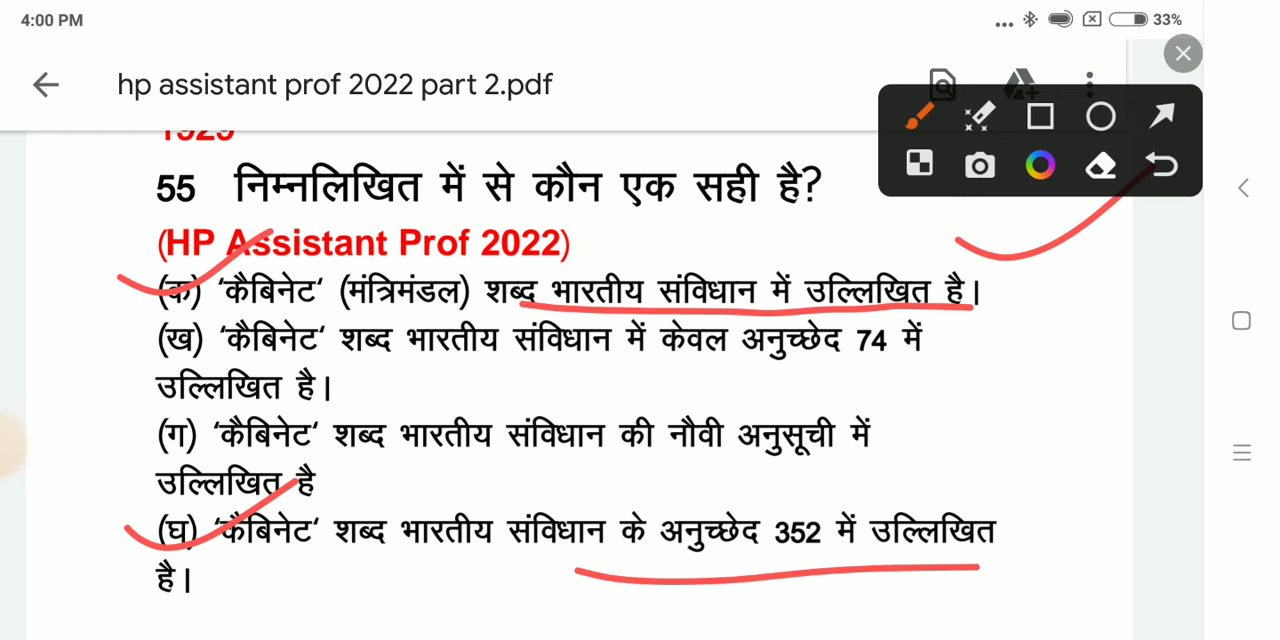 4:00 PM
33%
hp assistant prof 2022 part 2.pdf
1929
55 निम्नलिखित में से कौन एक सही है?
(HP Assistant Prof 2022)
(क) ‘कैबिनेट‘ (मंत्रिमंडल) शब्द भारतीय संविधान में उल्लिखित है।
(ख) ‘कैबिनेट‘ शब्द भारतीय संविधान में केवल अनुच्छेद 74 में
उल्लिखित है।
(ग) ‘कैबिनेट‘ शब्द भारतीय संविधान की नौवी अनुसूची में
उल्लिखित है
(घ) ‘कैबिनेट‘ शब्द भारतीय संविधान के अनुच्छेद 352 में उल्लिखित
है।